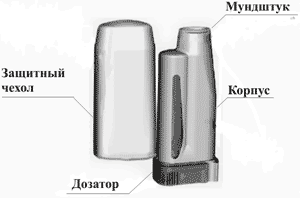 Мундштук
Защитный
чехол
Корпус
Дозатор